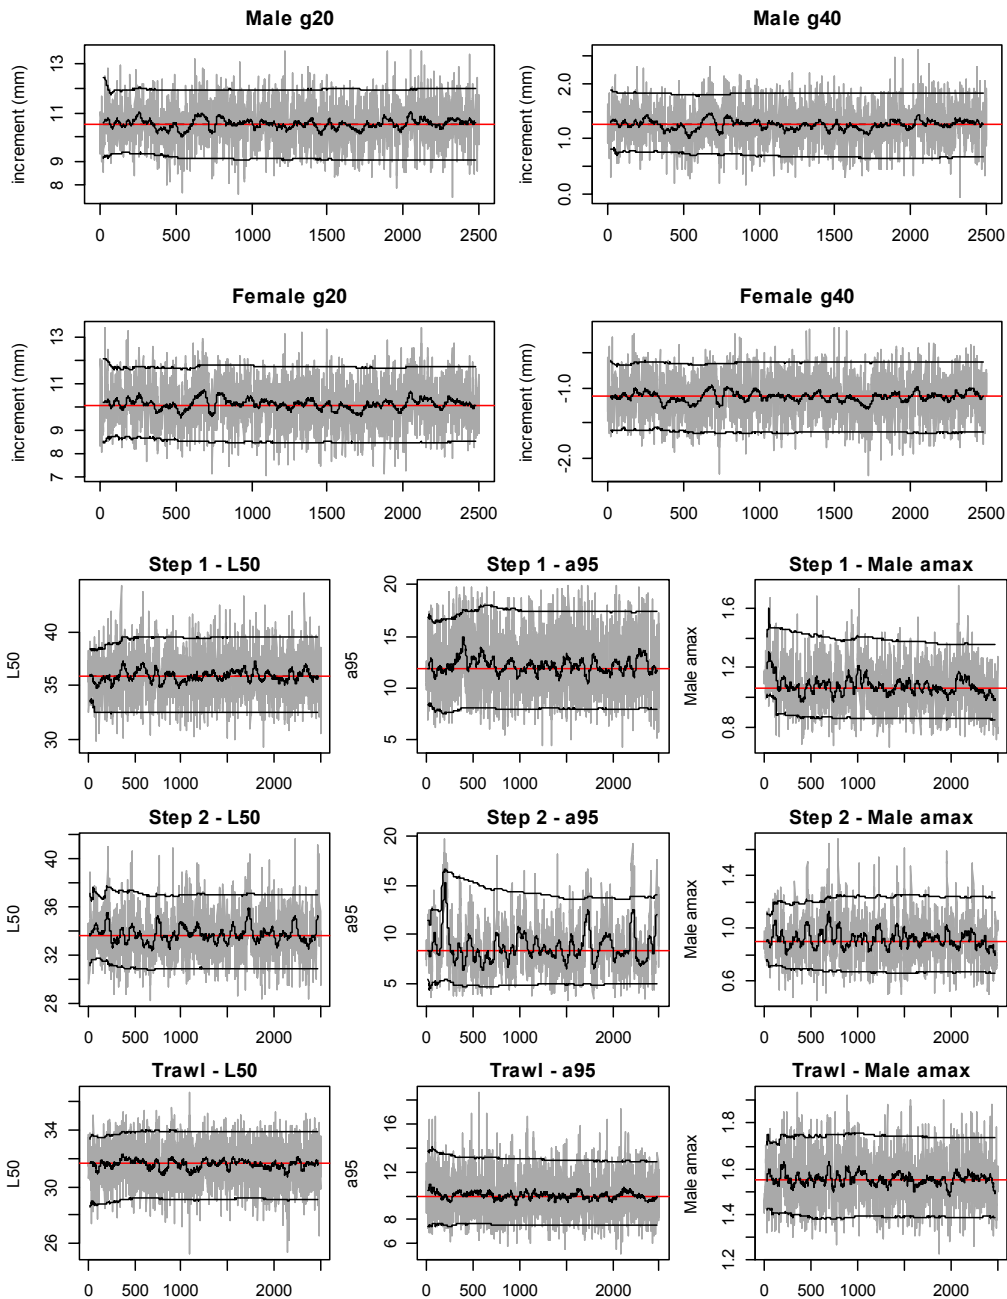 Male g20 Male g40
increment (mm) 8 9 11 13 increment (mm) 0.0 1.0 2.0
0 500 1000 1500 2000 2500 0 500 1000 1500 2000 2500
Female g20 Female g40
increment (mm) 7 8 9 11 13 increment (mm) -2.0 -1.0
0 500 1000 1500 2000 2500 0 500 1000 1500 2000 2500
Step 1 - L50 Step 1 - a95 Step 1 - Male amax
L50 30 35 40 a95 5 10 15 20 Male amax 0.8 1.2 1.6
0 500 1000 2000 0 500 1000 2000 0 500 1000 2000
Step 2 - L50 Step 2 - a95 Step 2 - Male amax
L50 28 32 36 40 a95 5 10 15 20 Male amax 0.6 1.0 1.4
0 500 1000 2000 0 500 1000 2000 0 500 1000 2000
Trawl - L50 Trawl - a95 Trawl - Male amax
L50 26 30 34 a95 6 8 12 16 Male amax 1.2 1.4 1.6 1.8
0 500 1000 2000 0 500 1000 2000 0 500 1000 2000